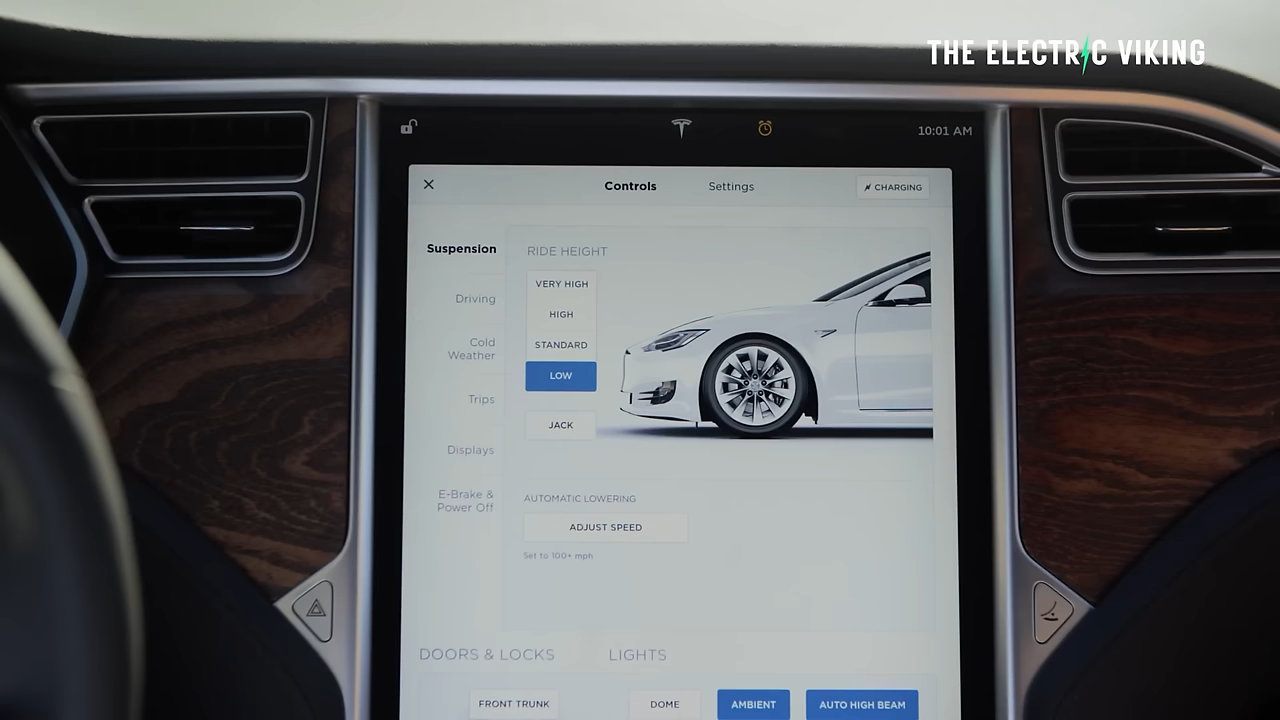 THE ELECTRIC VIKING
10:01 AM
Controls
Settings
CHARGING
Suspension
Driving
Cold
Weather
Trips
Displays
E-Brake &
Power Off
RIDE HEIGHT
VERY HIGH
HIGH
STANDARD
LOW
JACK
AUTOMATIC LOWERING
ADJUST SPEED
Set to 100+ mph
DOORS & LOCKS
LIGHTS
FRONT TRUNK
DOME
AMBIENT
AUTO HIGH BEAM